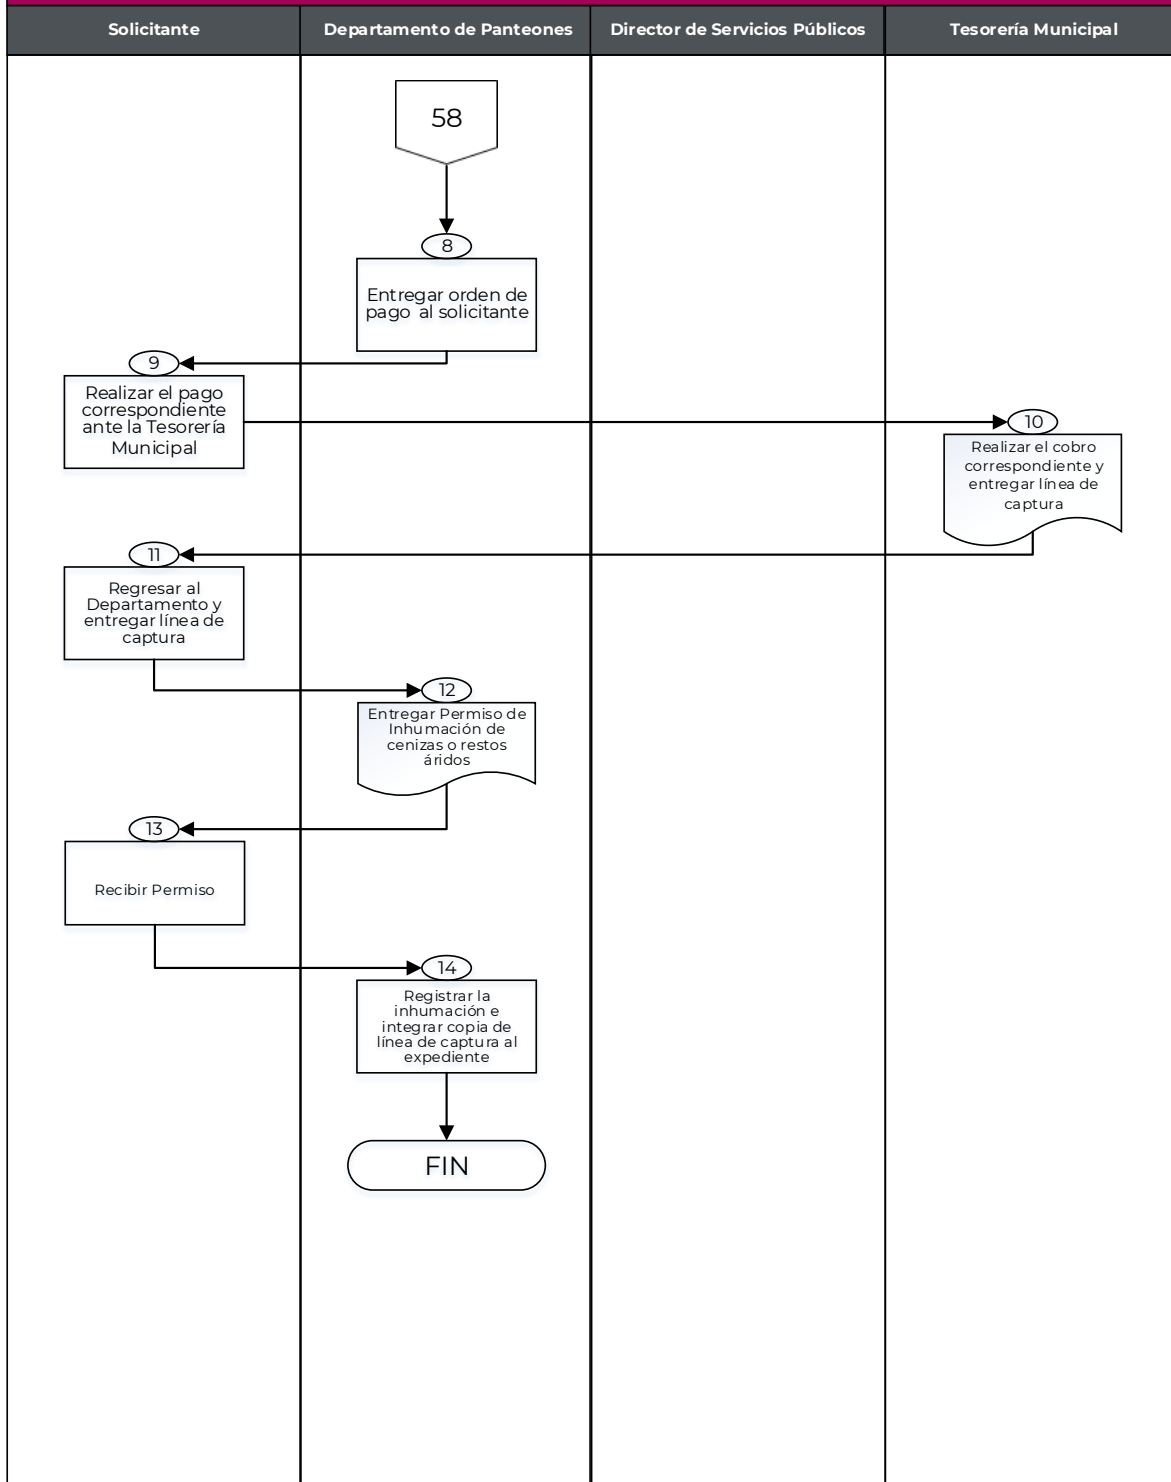 Solicitante
Departamento de Panteones
Director de Servicios Públicos
Tesorería Municipal
58
8
Entregar orden de
pago al solicitante
9
Realizar el pago
correspondiente
ante la Tesorería
Municipal
10
Realizar el cobro
correspondiente y
entregar línea de
captura
11
Regresar al
Departamento y
entregar línea de
captura
12
Entregar Permiso de
Inhumación de
cenizas o restos
áridos
13
Recibir Permiso
14
Registrar la
inhumación e
integrar copia de
línea de captura al
expediente
FIN